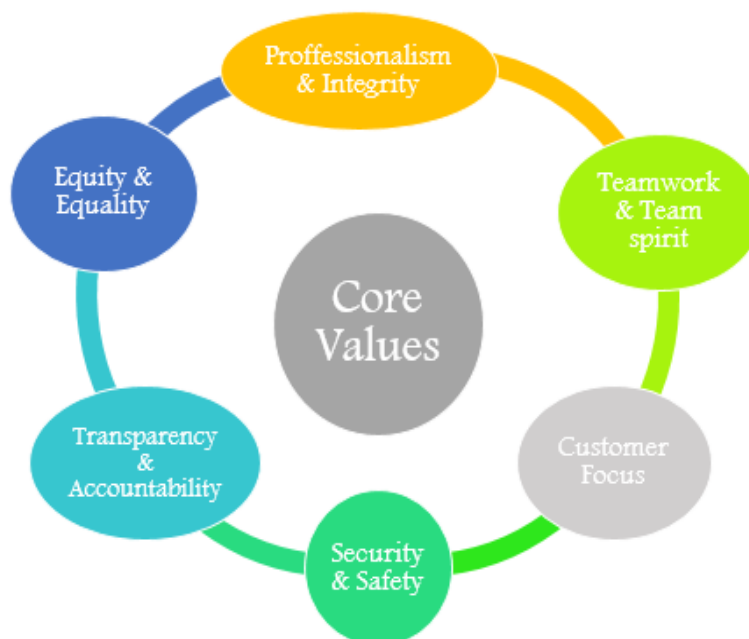 Proffessionalism
& Integrity
Teamwork
& Team
spirit
Customer
Focus
Security
& Safety
Transparency
&
Accountability
Equity &
Equality
Core
Values